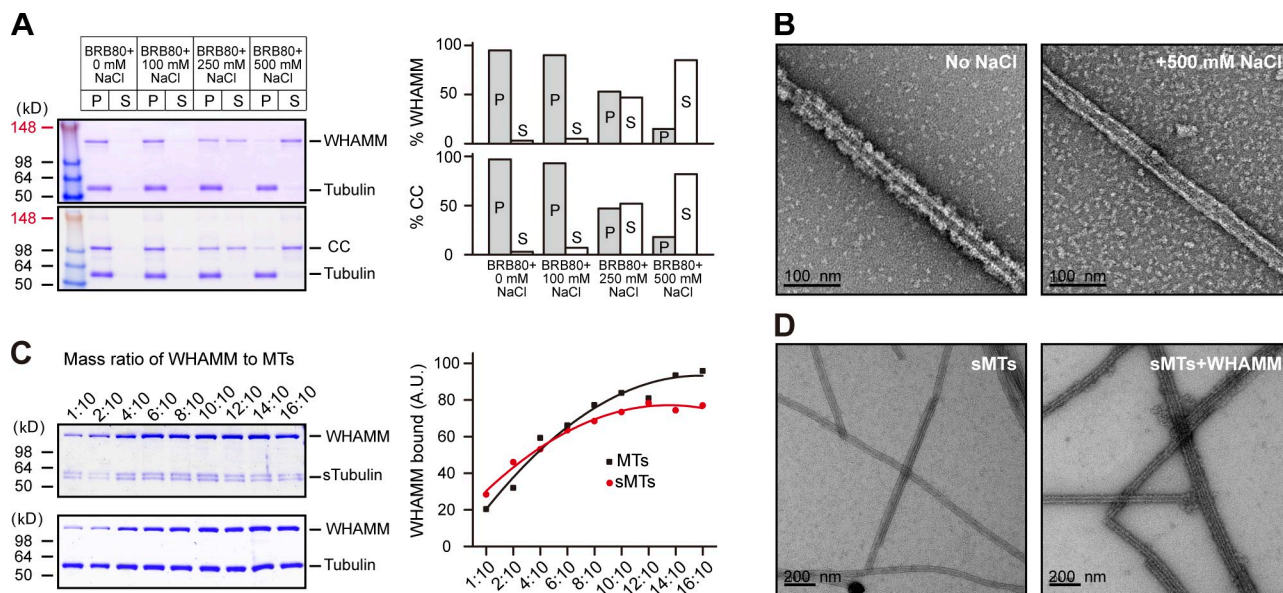 A
BRB80+ 0 mM NaCl
BRB80+ 100 mM NaCl
BRB80+ 250 mM NaCl
BRB80+ 500 mM NaCl
P S P S P S P S
(kD)
148
98
64
50
WHAMM
Tubulin
148
98
64
50
CC
Tubulin
% WHAMM
100
50
0
P S P S P S P S
% CC
100
50
0
P S P S P S P S
BRB80+ 0 mM NaCl
BRB80+ 100 mM NaCl
BRB80+ 250 mM NaCl
BRB80+ 500 mM NaCl
B
No NaCl
100 nm
+500 mM NaCl
100 nm
C
Mass ratio of WHAMM to MTs
1:10 2:10 4:10 6:10 8:10 10:10 12:10 14:10 16:10
(kD)
98
64
50
WHAMM
sTubulin
(kD)
98
64
50
WHAMM
Tubulin
WHAMM bound (A.U.)
100
80
60
40
20
0
MTs
sMTs
1:10 2:10 4:10 6:10 8:10 10:10 12:10 14:10 16:10
D
sMTs
200 nm
sMTs+WHAMM
200 nm